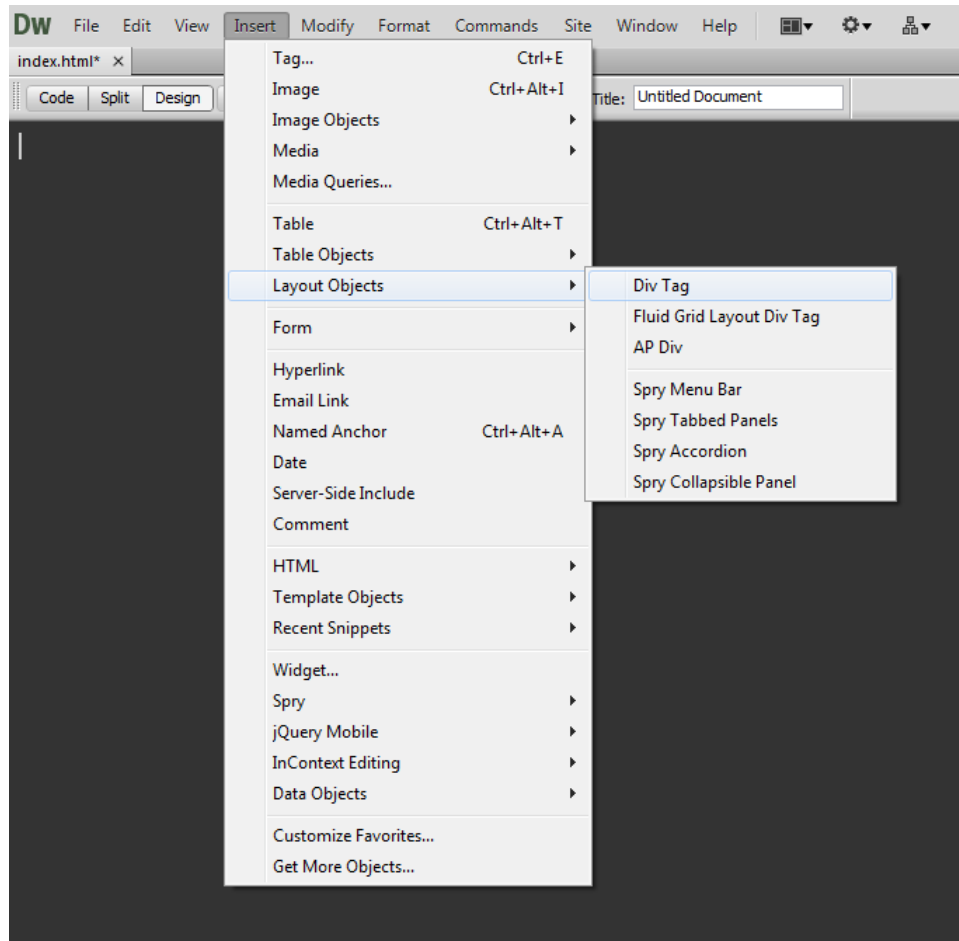 DW File Edit View Insert Modify Format Commands Site Window Help
index.html* ×
Code Split Design Title: Untitled Document
Tag... Ctrl+E
Image Ctrl+Alt+I
Image Objects
Media
Media Queries...
Table Ctrl+Alt+T
Table Objects
Layout Objects
Form
Hyperlink
Email Link
Named Anchor Ctrl+Alt+A
Date
Server-Side Include
Comment
HTML
Template Objects
Recent Snippets
Widget...
Spry
jQuery Mobile
InContext Editing
Data Objects
Customize Favorites...
Get More Objects...
Div Tag
Fluid Grid Layout Div Tag
AP Div
Spry Menu Bar
Spry Tabbed Panels
Spry Accordion
Spry Collapsible Panel